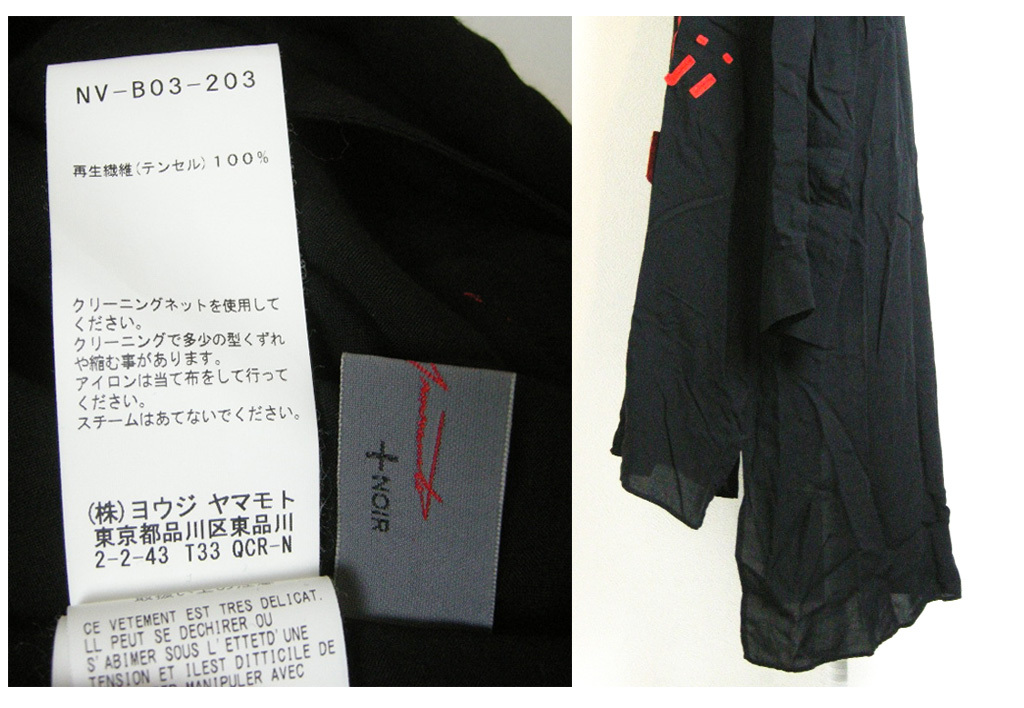 NV-B03-203
再生繊維(テンセル)100%
クリーニングネットを使用して
ください。
クリーニングで多少の型くずれ
や縮む事があります。
アイロンは当て布をして行って
ください。
スチームはあてないでください。
(株)ヨウジ ヤマモト
東京都品川区東品川
2-2-43 T33 QCR-N
CE VETEMENT EST TRES DELICAT.
LL PEUT SE DECHIRER OU
S'ABIMER SOUS L'ETTETD'UNE
TENSION ET ILEST DITTICILE DE
MANIPULER AVEC
+NOIR